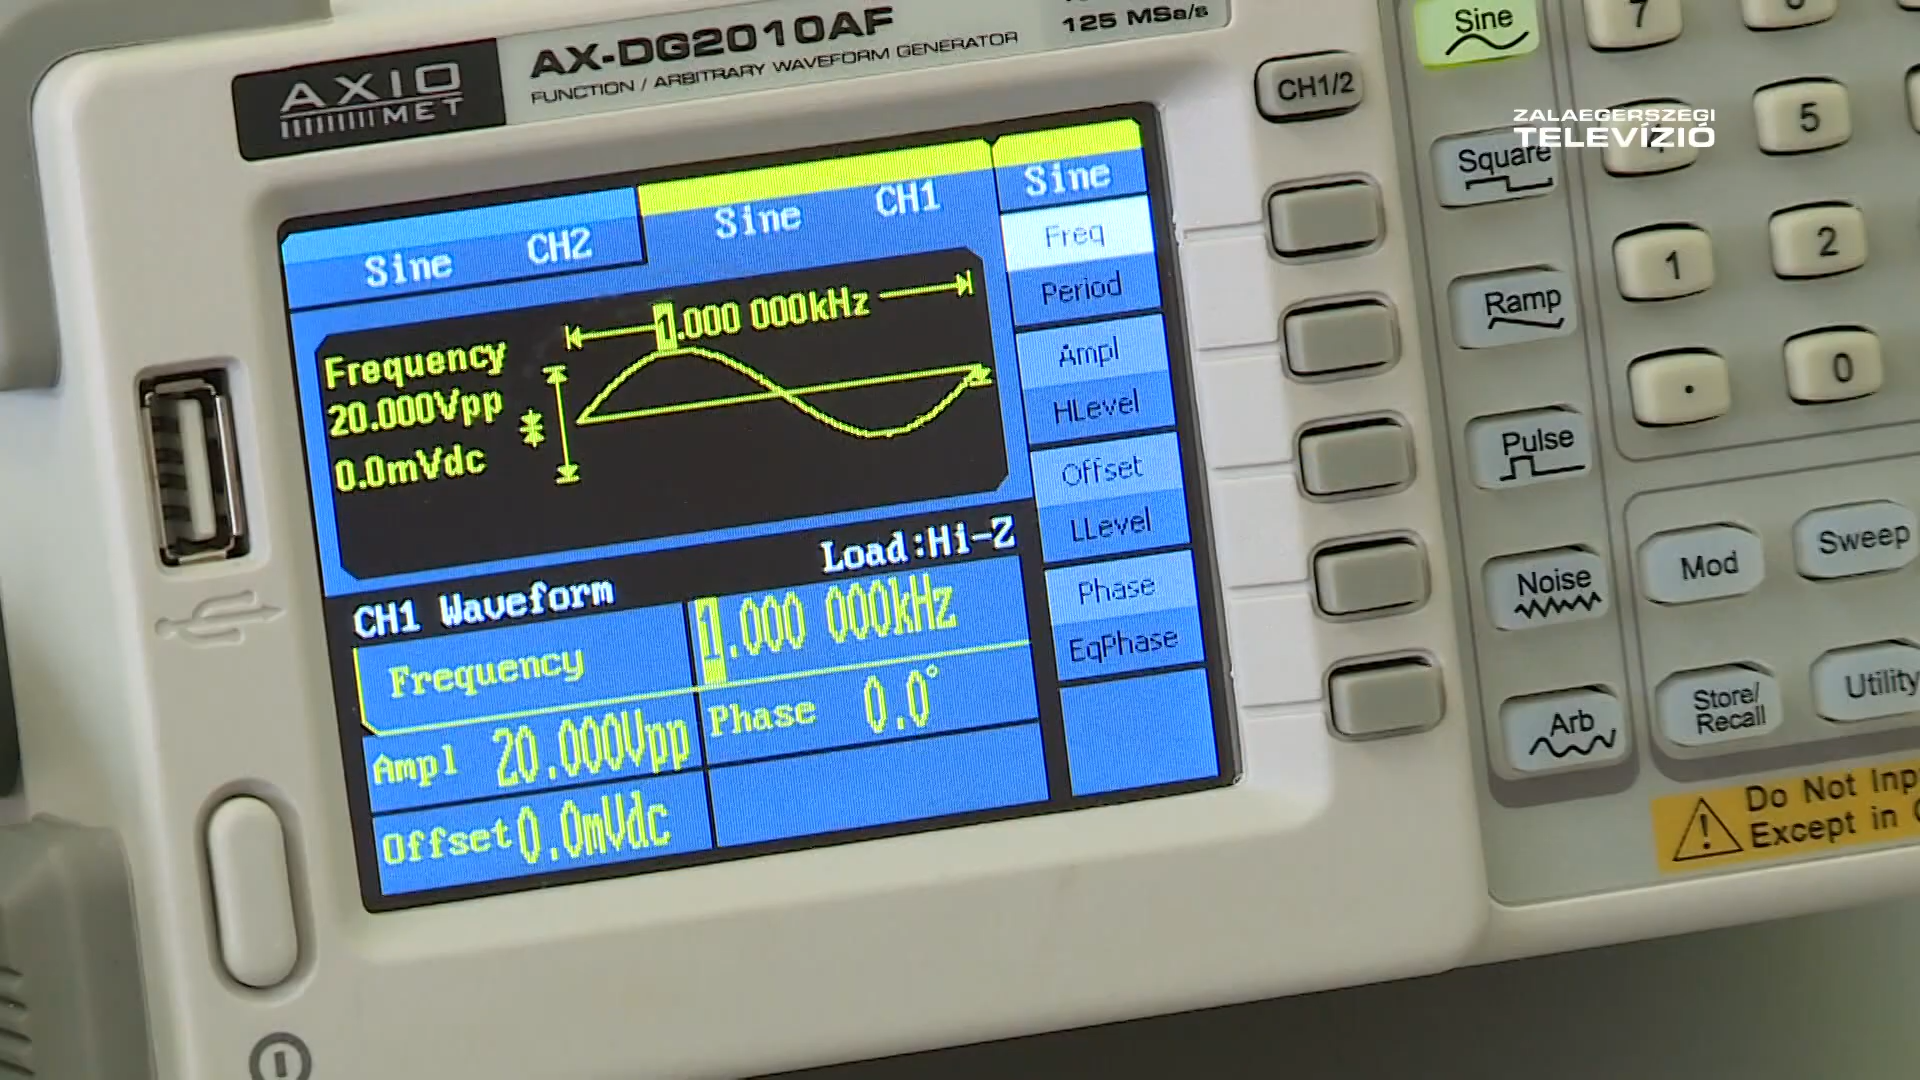 AXIO
MET
AX-DG2010AF
FUNCTION / ARBITRARY WAVEFORM GENERATOR
125 MSa/s
ZALAEGERSZEGI
TELEVÍZIÓ
Sine CH2
Sine CH1
Sine
Freq
Period
Ampl
HLevel
Offset
LLevel
Phase
EqPhase
1.000 000kHz
Frequency
20.000Vpp
0.0mVdc
Load:Hi-Z
CH1 Waveform
Frequency 1.000 000kHz
Ampl 20.000Vpp Phase 0.0°
Offset 0.0mVdc
CH1/2
Sine
Square
Ramp
Pulse
Noise
Arb
7
4 5
1 2
. 0
Mod Sweep
Store/
Recall
Utility
Do Not Inp
Except in